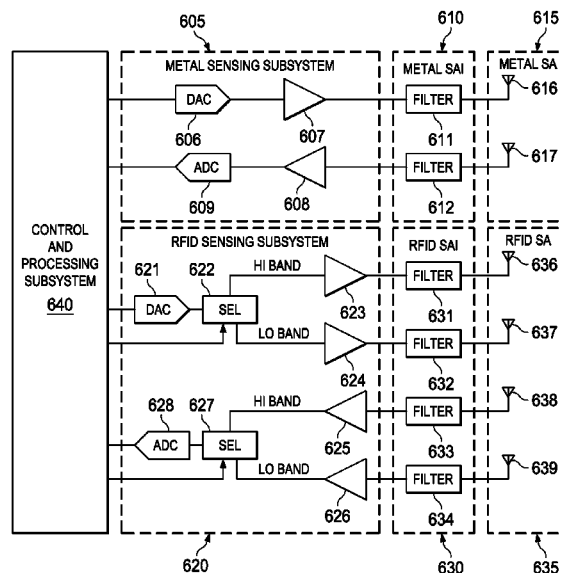 605
610
615
METAL SENSING SUBSYSTEM
METAL SAI
METAL SA
DAC
FILTER
616
606
607
611
ADC
FILTER
617
609
608
612
CONTROL
AND
PROCESSING
SUBSYSTEM
640
RFID SENSING SUBSYSTEM
RFID SAI
RFID SA
621
622
HI BAND
FILTER
636
DAC
SEL
623
631
LO BAND
FILTER
637
624
632
628
627
HI BAND
FILTER
638
ADC
SEL
625
633
LO BAND
FILTER
639
626
634
620
630
635